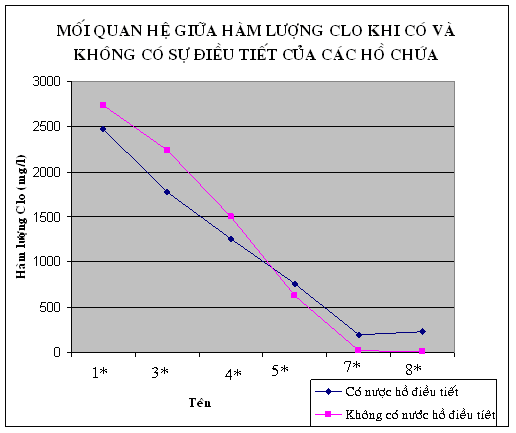 MỐI QUAN HỆ GIỮA HÀM LƯỢNG CLO KHI CÓ VÀ
KHÔNG CÓ SỰ ĐIỀU TIẾT CỦA CÁC HỒ CHỨA
3000
2500
2000
1500
1000
500
0
Hàm lượng Clo (mg/l)
1* 3* 4* 5* 7* 8*
Tên
Có nược hồ điều tiết
Không có nước hồ điều tiết